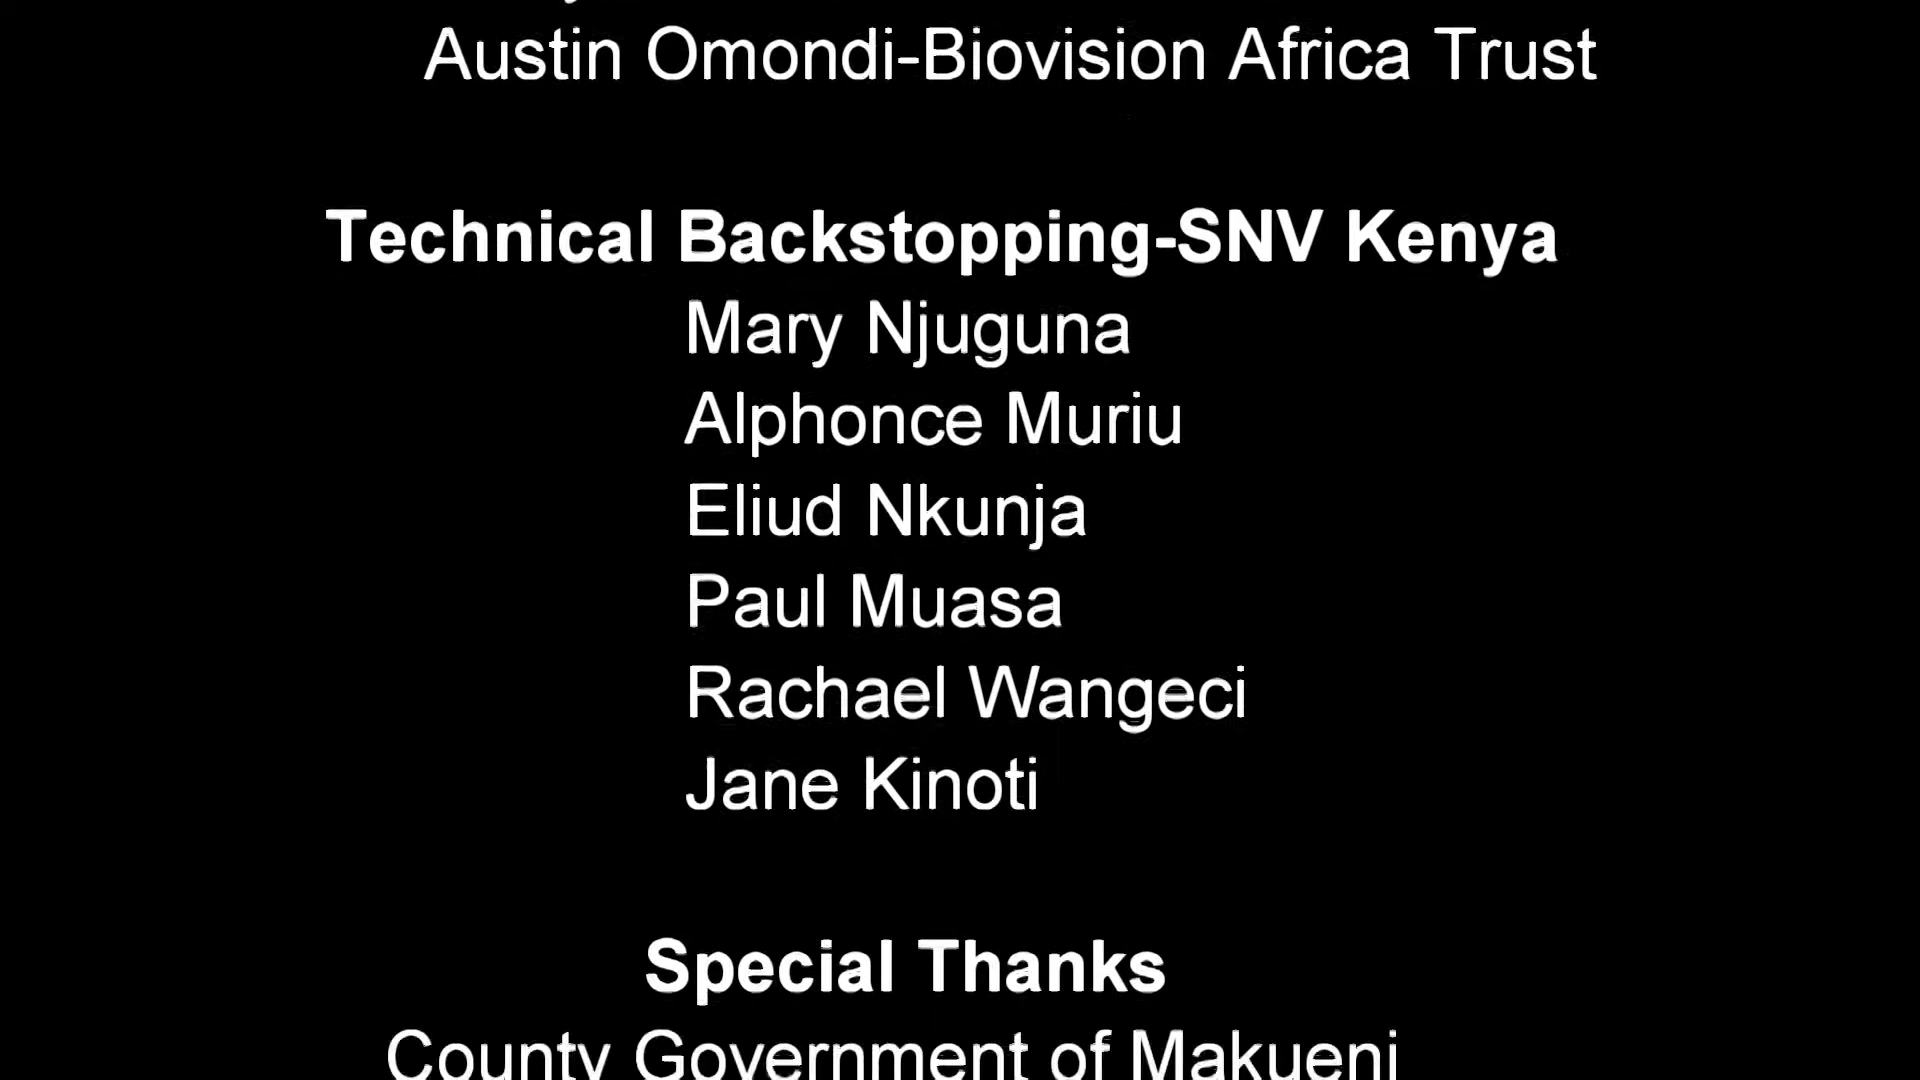 Austin Omondi-Biovision Africa Trust
Technical Backstopping-SNV Kenya
Mary Njuguna
Alphonce Muriu
Eliud Nkunja
Paul Muasa
Rachael Wangeci
Jane Kinoti
Special Thanks
County Government of Makueni